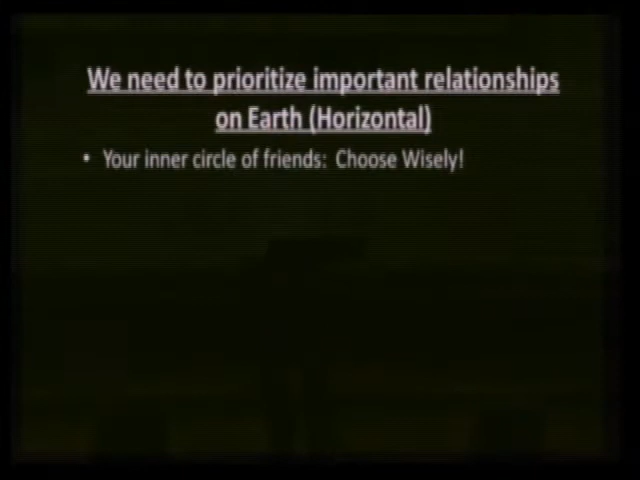 We need to prioritize important relationships
on Earth (Horizontal)
• Your inner circle of friends: Choose Wisely!